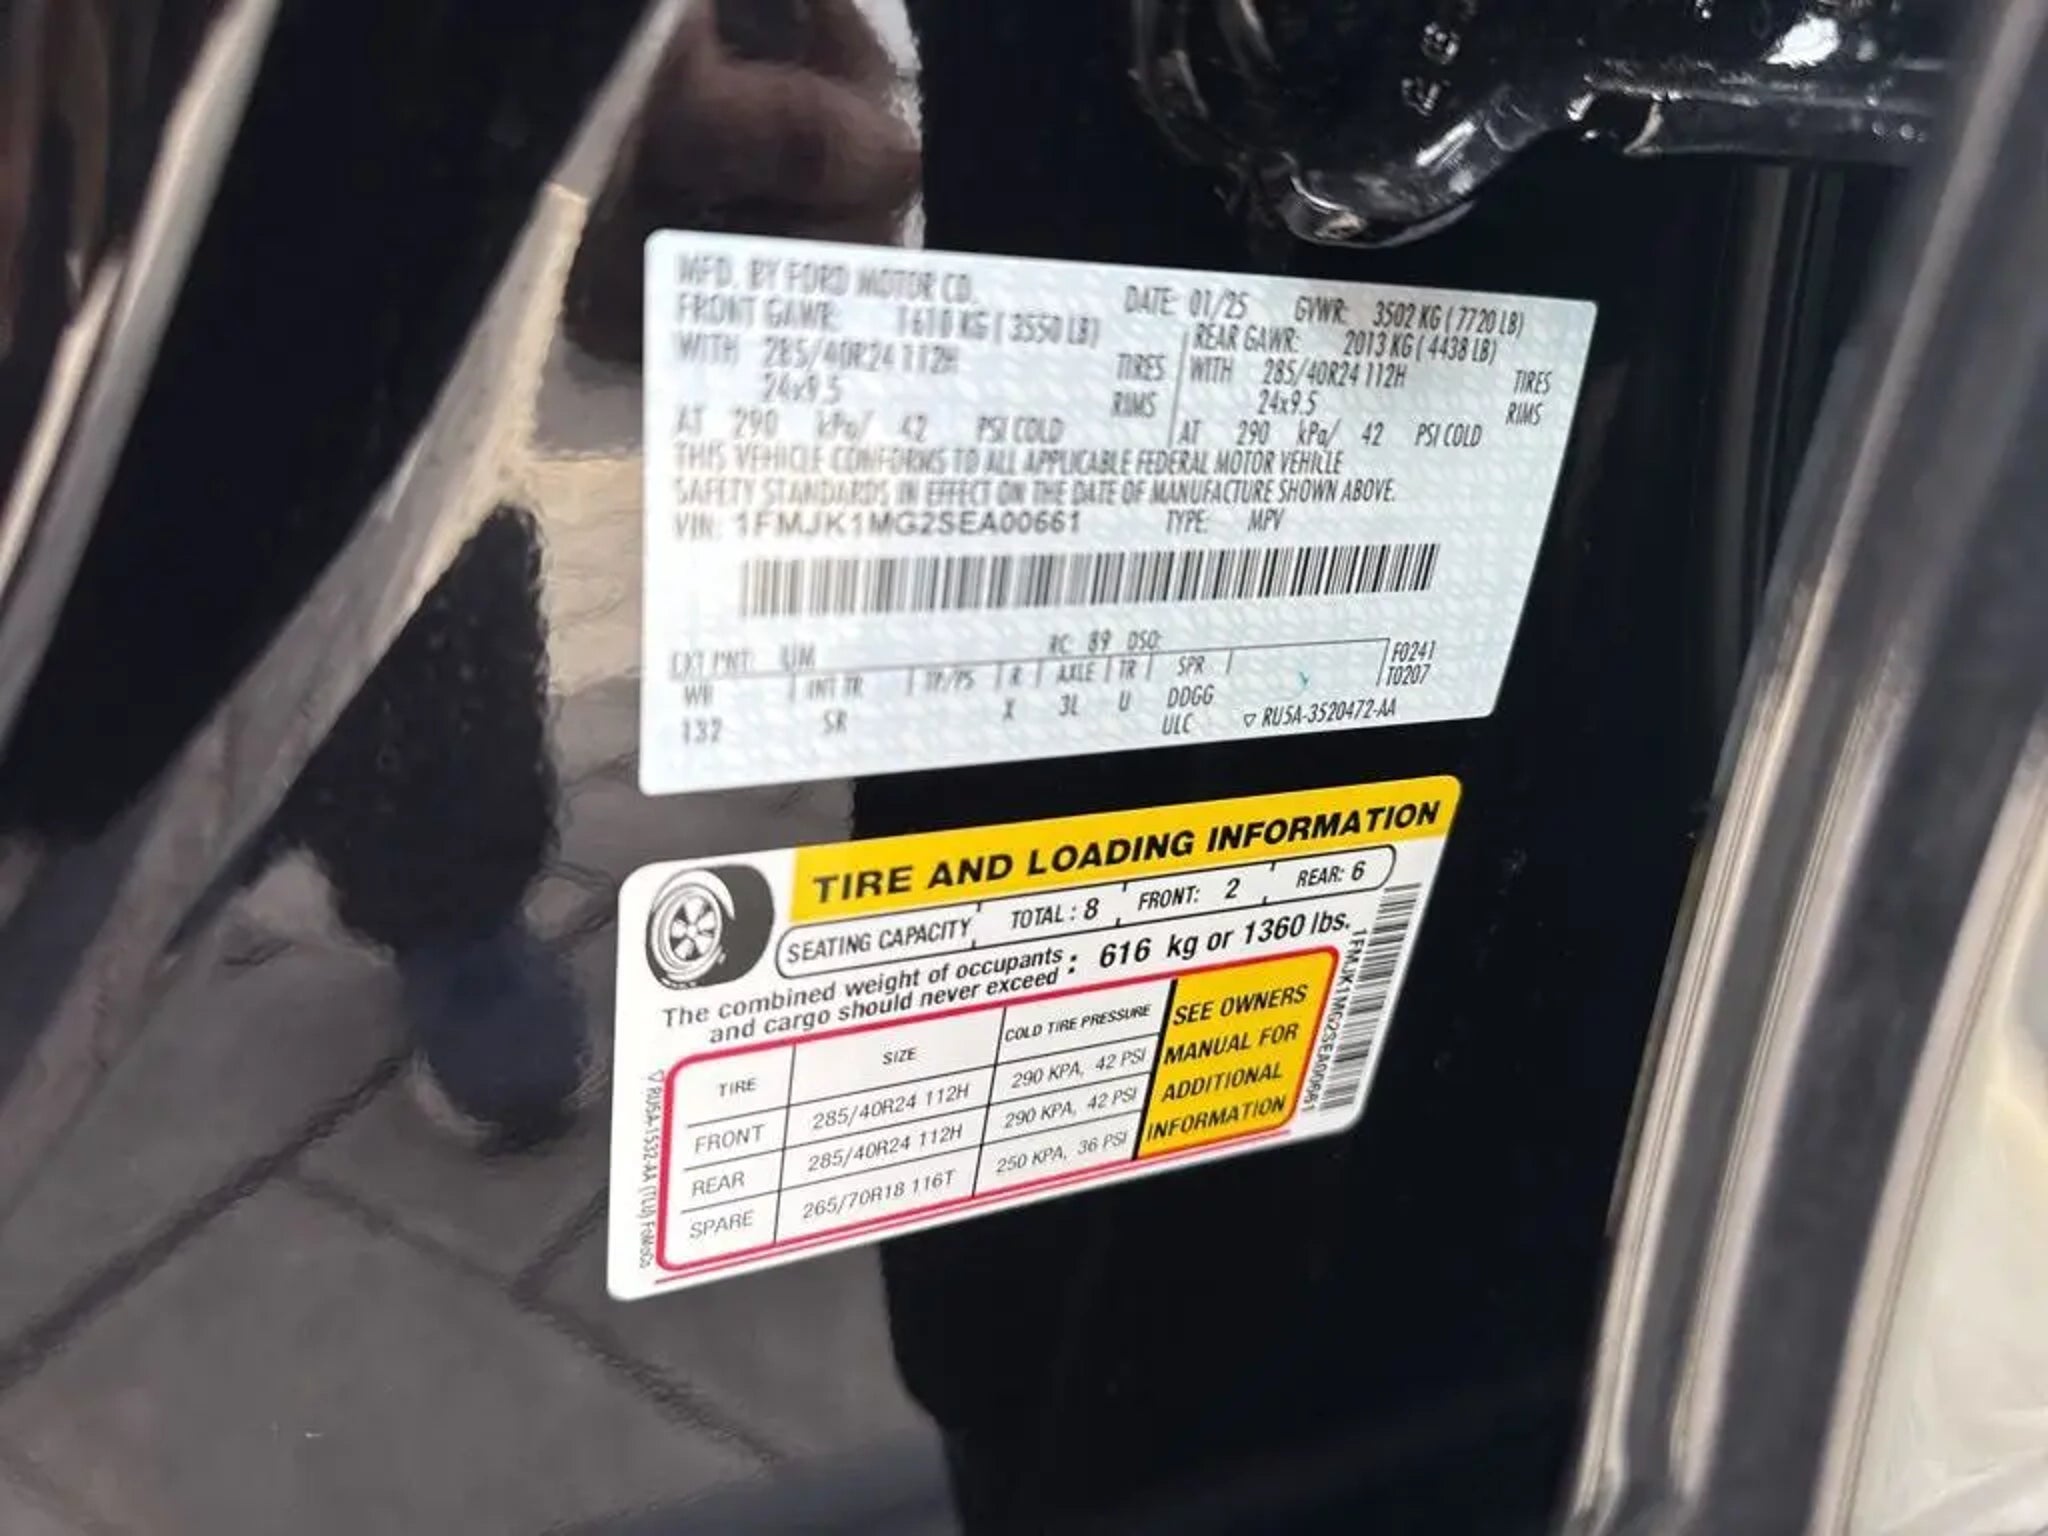 MFD. BY FORD MOTOR CO. DATE: 01/25 GVWR: 3502 KG ( 7720 LB)
FRONT GAWR: 1610 KG ( 3550 LB) REAR GAWR: 2013 KG ( 4438 LB)
WITH 285/40R24 112H TIRES WITH 285/40R24 112H TIRES
24x9.5 RIMS 24x9.5 RIMS
AT 290 kPa/ 42 PSI COLD AT 290 kPa/ 42 PSI COLD
THIS VEHICLE CONFORMS TO ALL APPLICABLE FEDERAL MOTOR VEHICLE
SAFETY STANDARDS IN EFFECT ON THE DATE OF MANUFACTURE SHOWN ABOVE.
VIN: 1FMJK1MG2SEA00661 TYPE: MPV
EXT PNT: UM RC: 89 DSO: F0241
WB INT TR TP/PS R AXLE TR SPR T0207
132 SR X 3L U DDGG
ULC ▽ RU5A-3520472-AA
TIRE AND LOADING INFORMATION
SEATING CAPACITY TOTAL : 8 FRONT: 2 REAR: 6
The combined weight of occupants and cargo should never exceed : 616 kg or 1360 lbs.
TIRE SIZE COLD TIRE PRESSURE
FRONT 285/40R24 112H 290 KPA, 42 PSI
REAR 285/40R24 112H 290 KPA, 42 PSI
SPARE 265/70R18 116T 250 KPA, 36 PSI
SEE OWNERS
MANUAL FOR
ADDITIONAL
INFORMATION
1FMJK1MG2SEA00661
▽ RU5A-1532-AA (TLU) FoMoCo